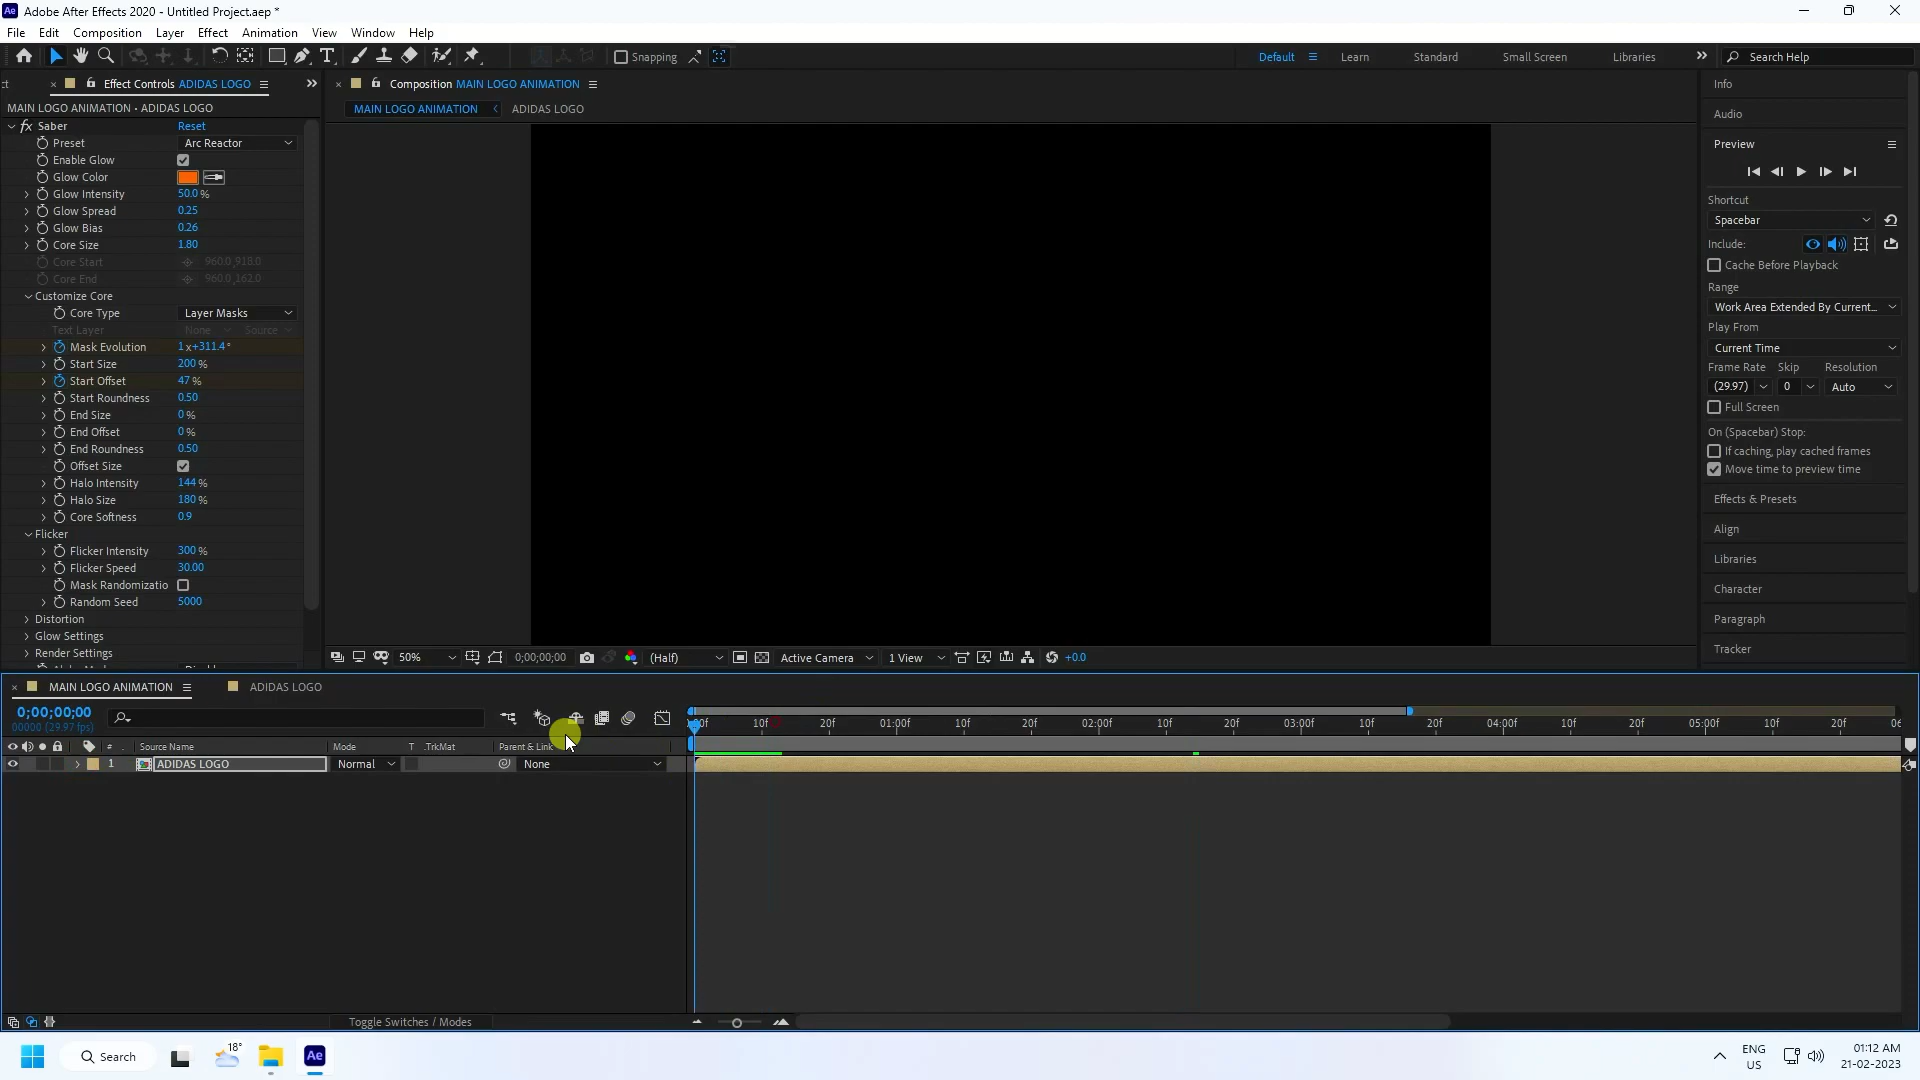 Adobe After Effects 2020 - Untitled Project.aep *
File Edit Composition Layer Effect Animation View Window Help
Snapping Default Learn Standard Small Screen Libraries Search Help
Effect Controls ADIDAS LOGO
Composition MAIN LOGO ANIMATION
MAIN LOGO ANIMATION • ADIDAS LOGO
MAIN LOGO ANIMATION ADIDAS LOGO
fx Saber Reset
Preset Arc Reactor
Enable Glow
Glow Color
Glow Intensity 50.0 %
Glow Spread 0.25
Glow Bias 0.26
Core Size 1.80
Core Start 960.0,918.0
Core End 960.0,162.0
Customize Core
Core Type Layer Masks
Text Layer None Source
Mask Evolution 1 x+311.4 °
Start Size 200 %
Start Offset 47 %
Start Roundness 0.50
End Size 0 %
End Offset 0 %
End Roundness 0.50
Offset Size
Halo Intensity 144 %
Halo Size 180 %
Core Softness 0.9
Flicker
Flicker Intensity 300 %
Flicker Speed 30.00
Mask Randomizatio
Random Seed 5000
Distortion
Glow Settings
Render Settings
50% 0;00;00;00 (Half) Active Camera 1 View +0.0
Info
Audio
Preview
Shortcut
Spacebar
Include:
Cache Before Playback
Range
Work Area Extended By Current...
Play From
Current Time
Frame Rate Skip Resolution
(29.97) 0 Auto
Full Screen
On (Spacebar) Stop:
If caching, play cached frames
Move time to preview time
Effects & Presets
Align
Libraries
Character
Paragraph
Tracker
MAIN LOGO ANIMATION ADIDAS LOGO
0;00;00;00
00000 (29.97 fps)
10f 20f 01:00f 10f 20f 02:00f 10f 20f 03:00f 10f 20f 04:00f 10f 20f 05:00f 10f 20f
# Source Name Mode T .TrkMat Parent & Link
1 ADIDAS LOGO Normal None
Toggle Switches / Modes
Search
18°
Ae
ENG
US
01:12 AM
21-02-2023